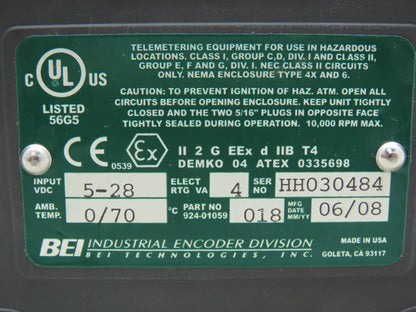 TELEMETERING EQUIPMENT FOR USE IN HAZARDOUS
LOCATIONS. CLASS I, GROUP C,D, DIV. I AND CLASS II,
GROUP E, F AND G, DIV. I. NEC CLASS II CIRCUITS
ONLY. NEMA ENCLOSURE TYPE 4X AND 6.
C UL US
LISTED
56G5
CAUTION: TO PREVENT IGNITION OF HAZ. ATM. OPEN ALL
CIRCUITS BEFORE OPENING ENCLOSURE. KEEP UNIT TIGHTLY
CLOSED AND THE TWO 5/16" PLUGS IN OPPOSITE FACE
TIGHTLY SEALED DURING OPERATION. 10,000 RPM MAX.
CE 0539 Ex II 2 G EEx d IIB T4
DEMKO 04 ATEX 0335698
INPUT VDC 5-28 ELECT RTG VA 4 SER NO HH030484
AMB. TEMP. 0/70 °C PART NO 924-01059 018 MFG DATE MM/YY 06/08
BEI INDUSTRIAL ENCODER DIVISION MADE IN USA
BEI TECHNOLOGIES, INC. GOLETA, CA 93117